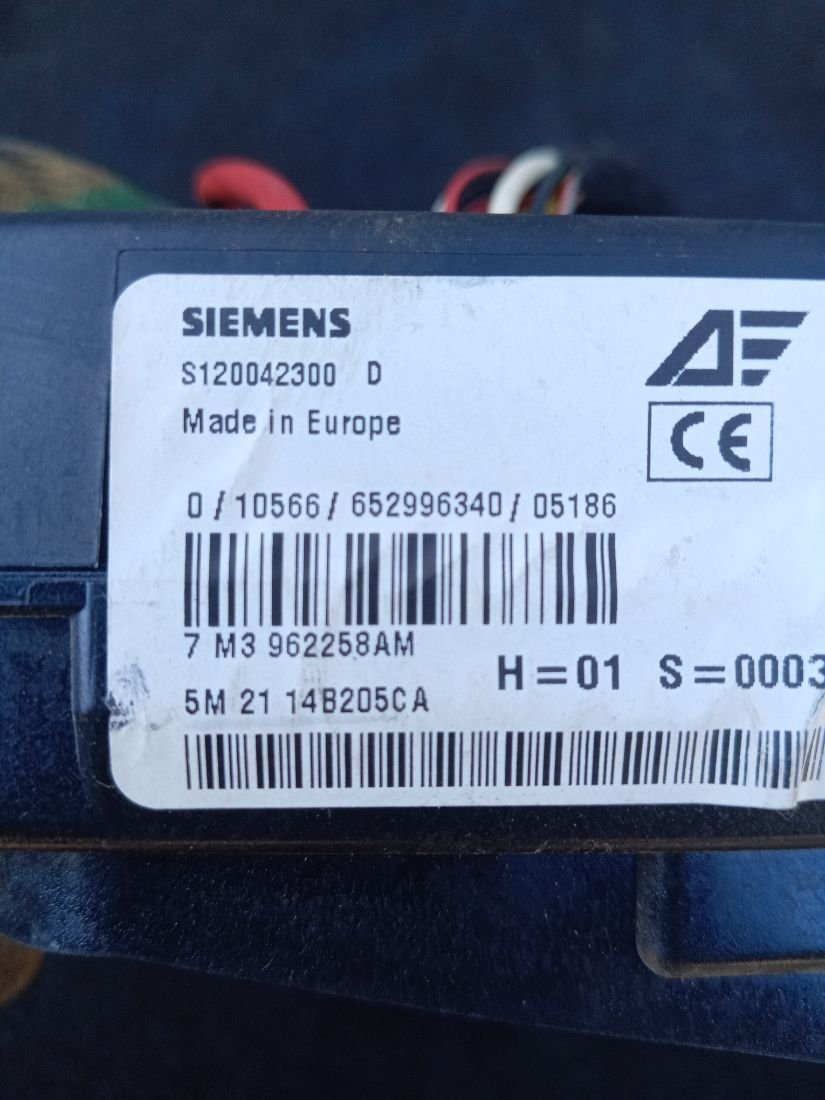 SIEMENS
S120042300 D
Made in Europe
CE
0/10566/652996340/05186
7 M3 962258AM
H=01 S=0003
5M 21 14B205CA